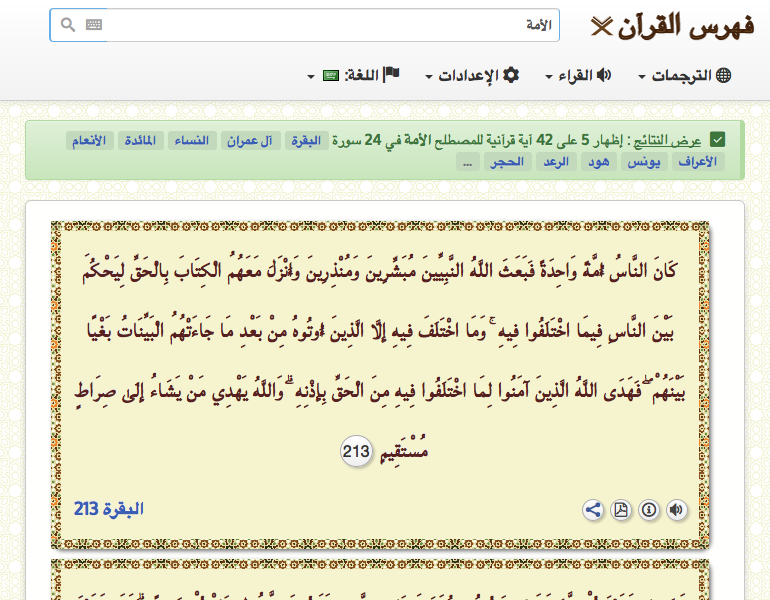 فهرس القرآن
الأمة
الترجمات
القراء
الإعدادات
اللغة:
عرض النتائج : إظهار 5 على 42 آية قرآنية للمصطلح الأمة في 24 سورة البقرة آل عمران النساء المائدة الأنعام
الأعراف يونس هود الرعد الحجر ...
كَانَ النَّاسُ أُمَّةً وَاحِدَةً فَبَعَثَ اللَّهُ النَّبِيِّينَ مُبَشِّرِينَ وَمُنْذِرِينَ وَأَنْزَلَ مَعَهُمُ الْكِتَابَ بِالْحَقِّ لِيَحْكُمَ
بَيْنَ النَّاسِ فِيمَا اخْتَلَفُوا فِيهِ ۚ وَمَا اخْتَلَفَ فِيهِ إِلَّا الَّذِينَ أُوتُوهُ مِنْ بَعْدِ مَا جَاءَتْهُمُ الْبَيِّنَاتُ بَغْيًا
بَيْنَهُمْ ۖ فَهَدَى اللَّهُ الَّذِينَ آمَنُوا لِمَا اخْتَلَفُوا فِيهِ مِنَ الْحَقِّ بِإِذْنِهِ ۗ وَاللَّهُ يَهْدِي مَنْ يَشَاءُ إِلَىٰ صِرَاطٍ
مُسْتَقِيمٍ 213
البقرة 213